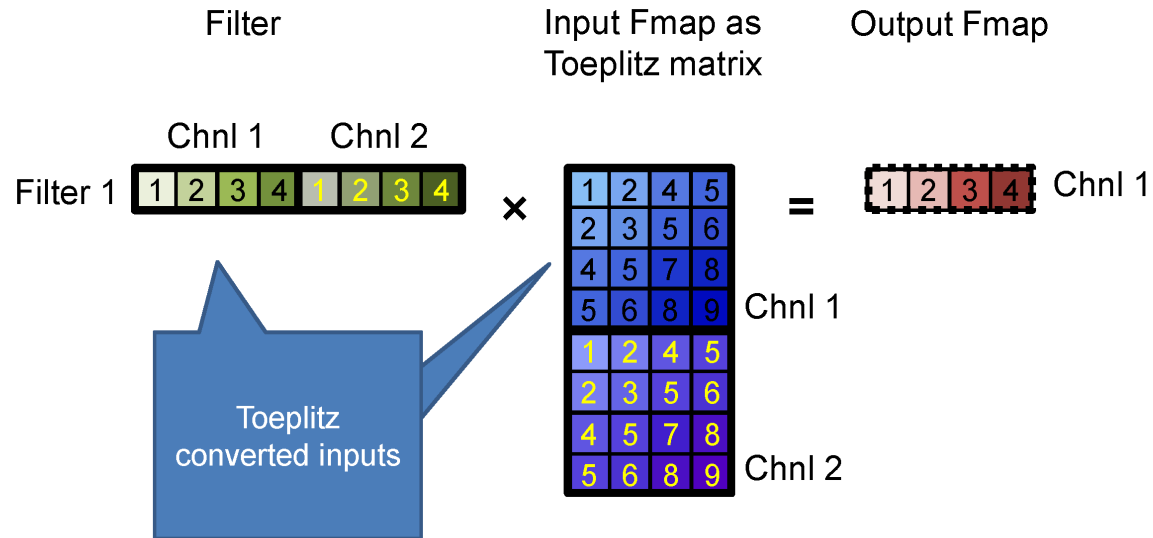 Filter
Input Fmap as
Toeplitz matrix
Output Fmap
Chnl 1 Chnl 2
Filter 1 1 2 3 4 1 2 3 4
×
1 2 4 5
2 3 5 6
4 5 7 8
5 6 8 9
Chnl 1
1 2 4 5
2 3 5 6
4 5 7 8
5 6 8 9
Chnl 2
=
1 2 3 4 Chnl 1
Toeplitz
converted inputs